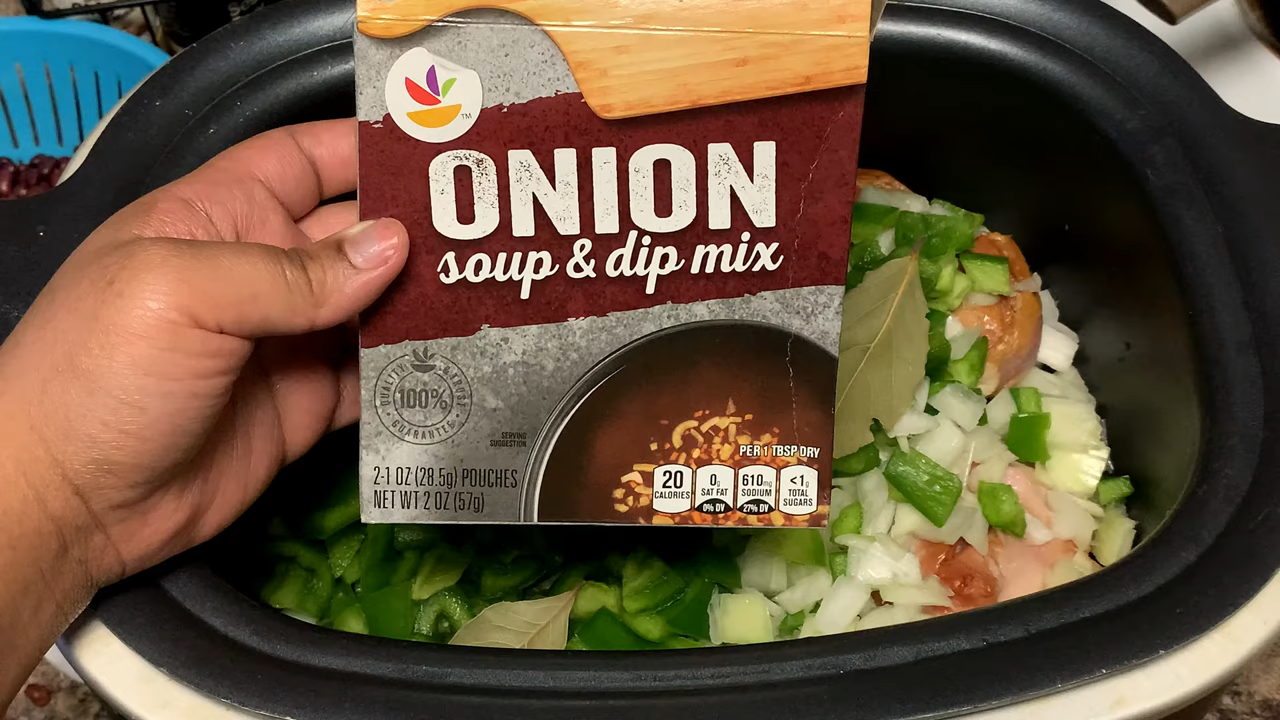 TM
ONION
soup & dip mix
QUALITY & TRUST
100%
GUARANTEE
SERVING
SUGGESTION
PER 1 TBSP DRY
20
CALORIES
0g
SAT FAT
0% DV
610mg
SODIUM
27% DV
<1g
TOTAL
SUGARS
2-1 OZ (28.5g) POUCHES
NET WT 2 OZ (57g)